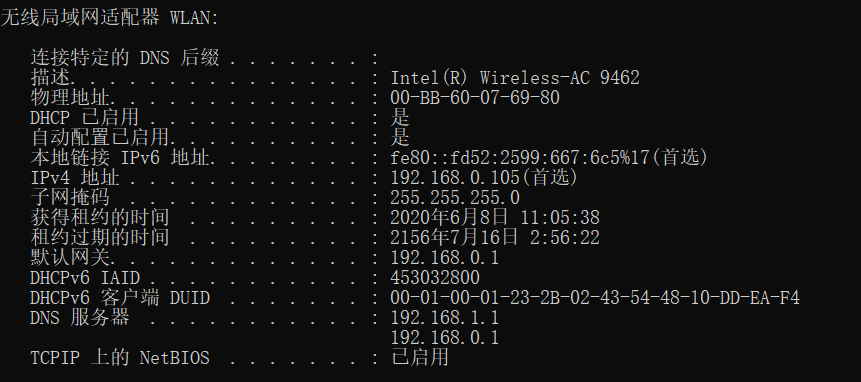 无线局域网适配器 WLAN:
连接特定的 DNS 后缀 . . . . . . . :
描述. . . . . . . . . . . . . . . : Intel(R) Wireless-AC 9462
物理地址. . . . . . . . . . . . . : 00-BB-60-07-69-80
DHCP 已启用 . . . . . . . . . . . : 是
自动配置已启用. . . . . . . . . . : 是
本地链接 IPv6 地址. . . . . . . . : fe80::fd52:2599:667:6c5%17(首选)
IPv4 地址 . . . . . . . . . . . . : 192.168.0.105(首选)
子网掩码 . . . . . . . . . . . . : 255.255.255.0
获得租约的时间 . . . . . . . . . : 2020年6月8日 11:05:38
租约过期的时间 . . . . . . . . . : 2156年7月16日 2:56:22
默认网关. . . . . . . . . . . . . : 192.168.0.1
DHCPv6 IAID . . . . . . . . . . . : 453032800
DHCPv6 客户端 DUID . . . . . . . : 00-01-00-01-23-2B-02-43-54-48-10-DD-EA-F4
DNS 服务器 . . . . . . . . . . . : 192.168.1.1
192.168.0.1
TCPIP 上的 NetBIOS . . . . . . . : 已启用